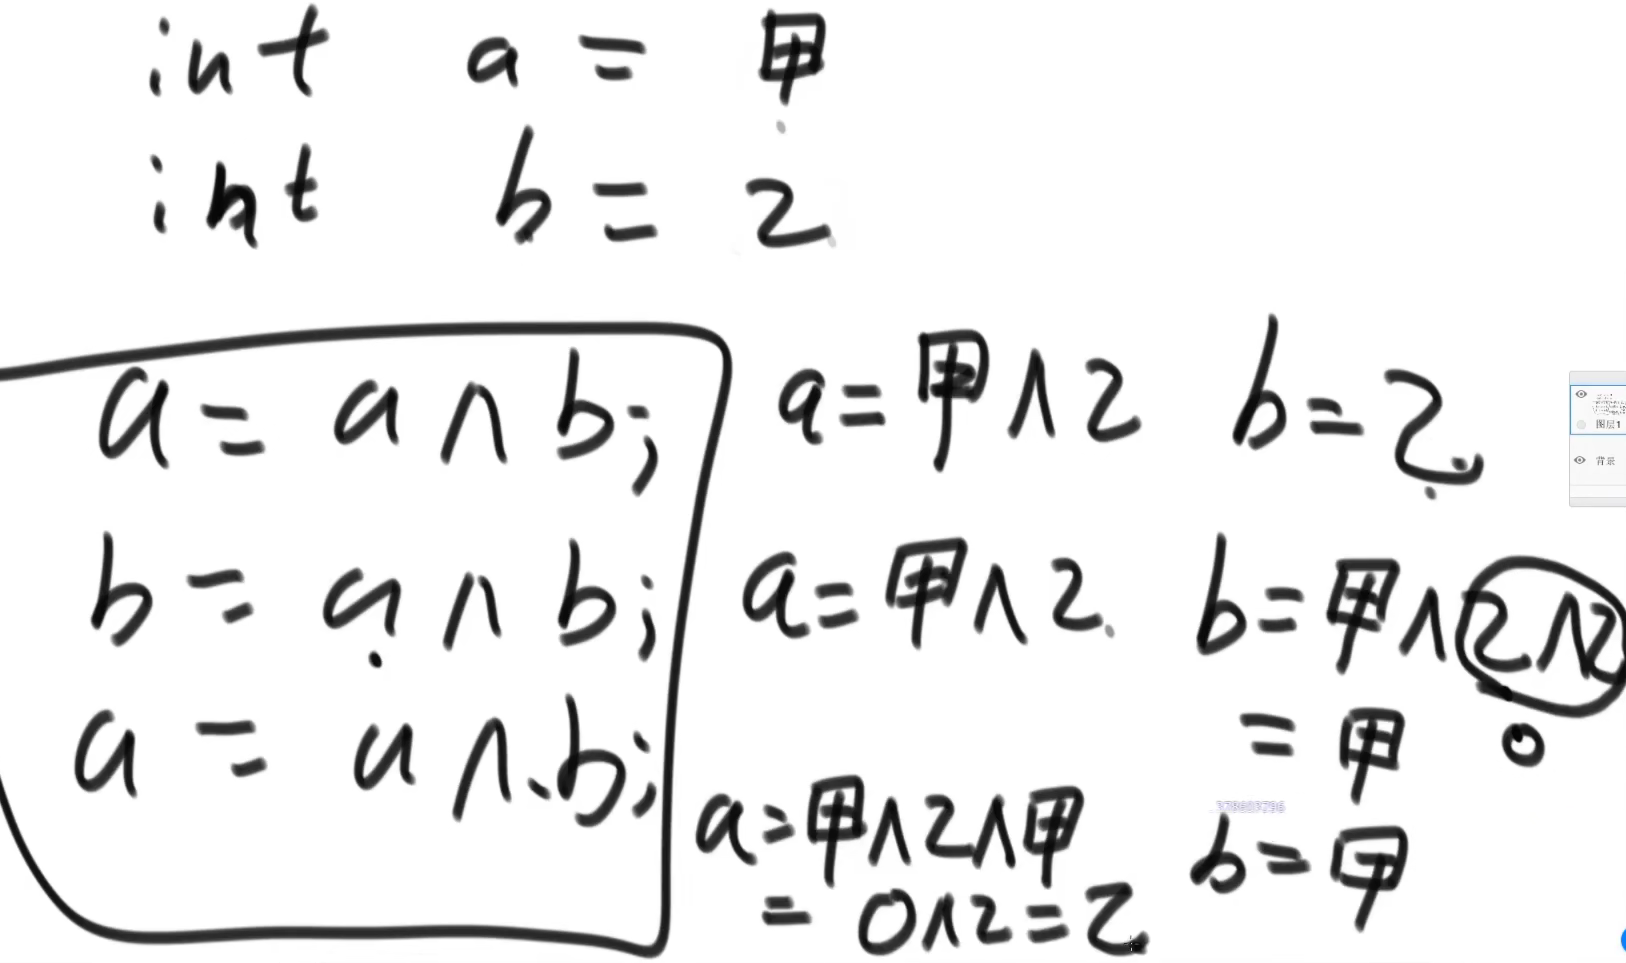 int a = 甲
int b = 乙
a = a ∧ b; a = 甲 ∧ 乙 b = 乙
b = a ∧ b; a = 甲 ∧ 乙 b = 甲 ∧ 乙 ∧ 乙
= 甲 0
a = a ∧ b; a = 甲 ∧ 乙 ∧ 甲 b = 甲
= 0 ∧ 乙 = 乙
图层1
背景